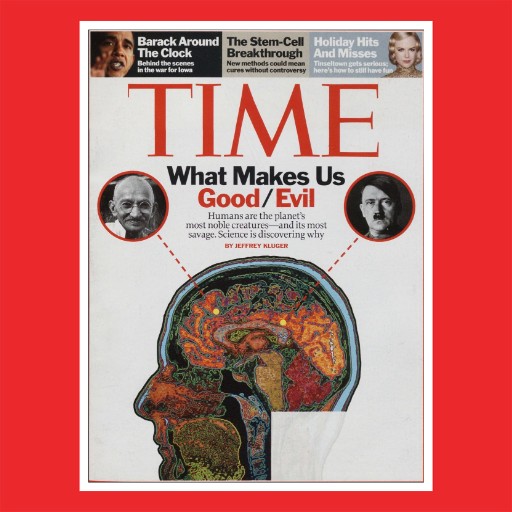 Barack Around
The Clock
Behind the scenes
in the war for Iowa
The Stem-Cell
Breakthrough
New methods could mean
cures without controversy
Holiday Hits
And Misses
Tinseltown gets serious;
here's how to still have fun
TIME
What Makes Us
Good/Evil
Humans are the planet's
most noble creatures—and its most
savage. Science is discovering why
BY JEFFREY KLUGER